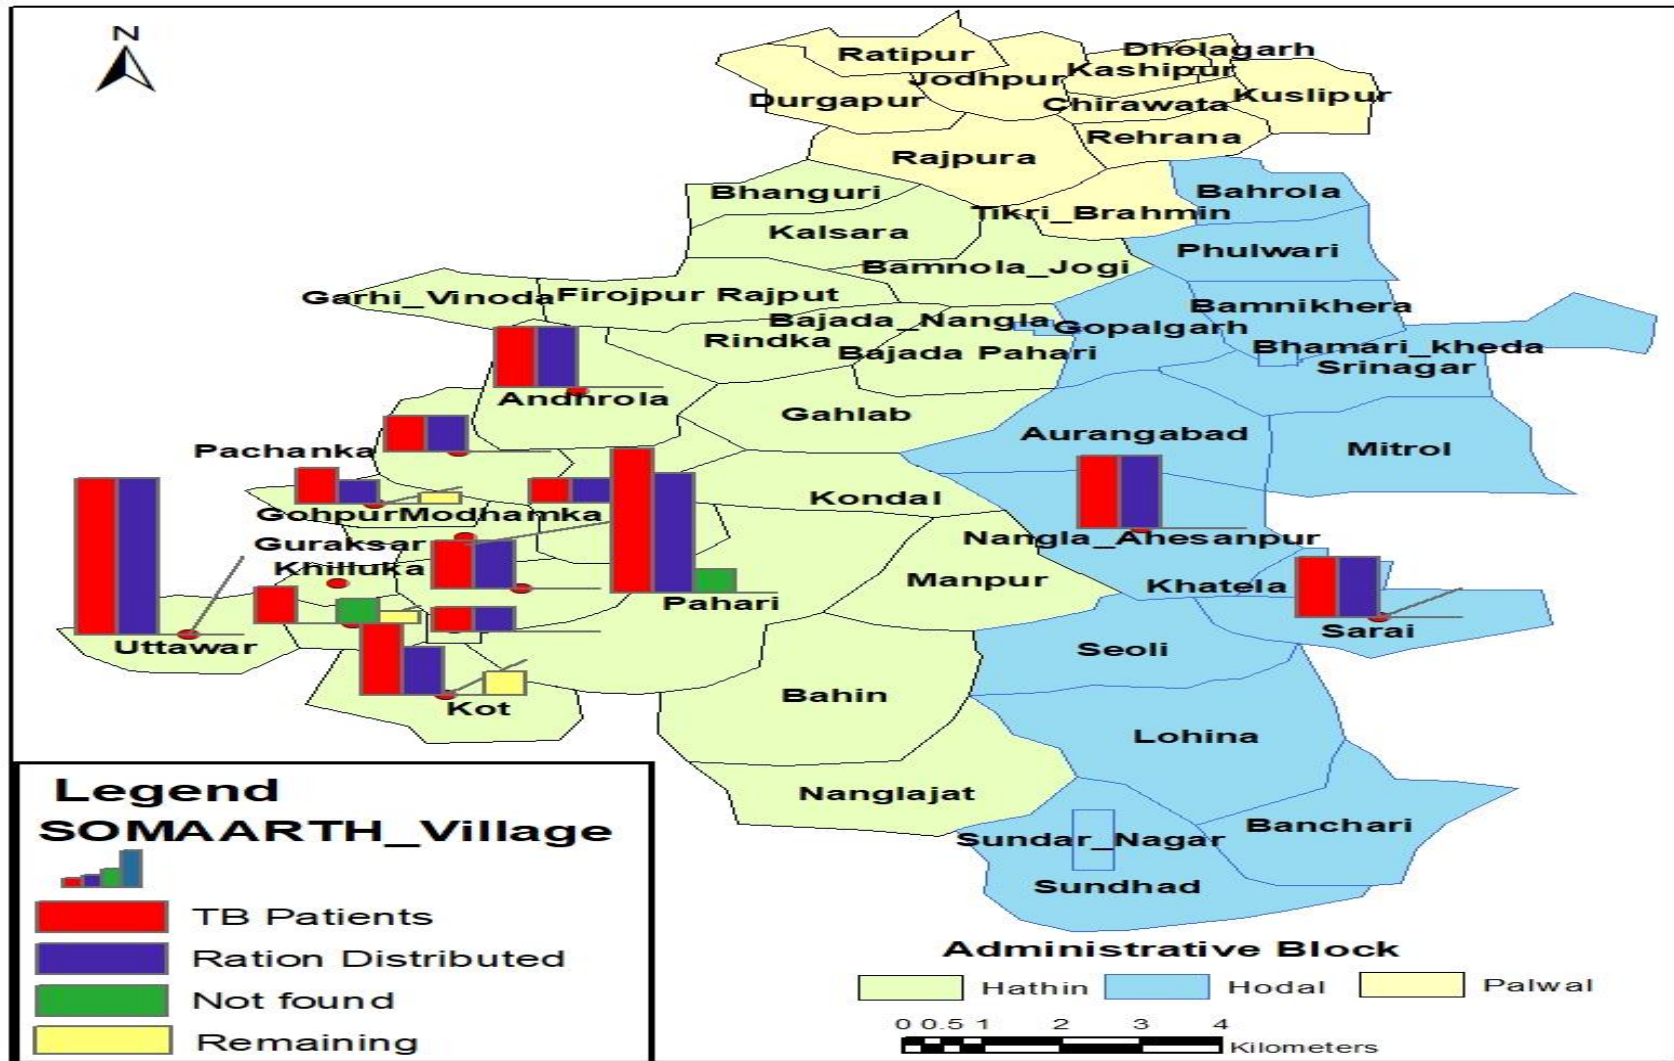 N
Ratipur
Dholagarh
Jodhpur
Kashipur
Durgapur
Chirawata
Kuslipur
Rehrana
Rajpura
Bhanguri
Bahrola
Tikri_Brahmin
Kalsara
Phulwari
Bamnola_Jogi
Garhi_Vinoda
Firojpur Rajput
Bamnikhera
Bajada_Nangla
Gopalgarh
Rindka
Bajada Pahari
Bhamari_kheda
Srinagar
Andhrola
Gahlab
Aurangabad
Mitrol
Pachanka
Kondal
Gohpur
Modhamka
Guraksar
Nangla_Ahesanpur
Khilluka
Manpur
Khatela
Pahari
Sarai
Uttawar
Seoli
Bahin
Kot
Lohina
Nanglajat
Banchari
Sundar_Nagar
Sundhad
Legend
SOMAARTH_Village
TB Patients
Ration Distributed
Not found
Remaining
Administrative Block
Hathin Hodal Palwal
0 0.5 1 2 3 4
Kilometers